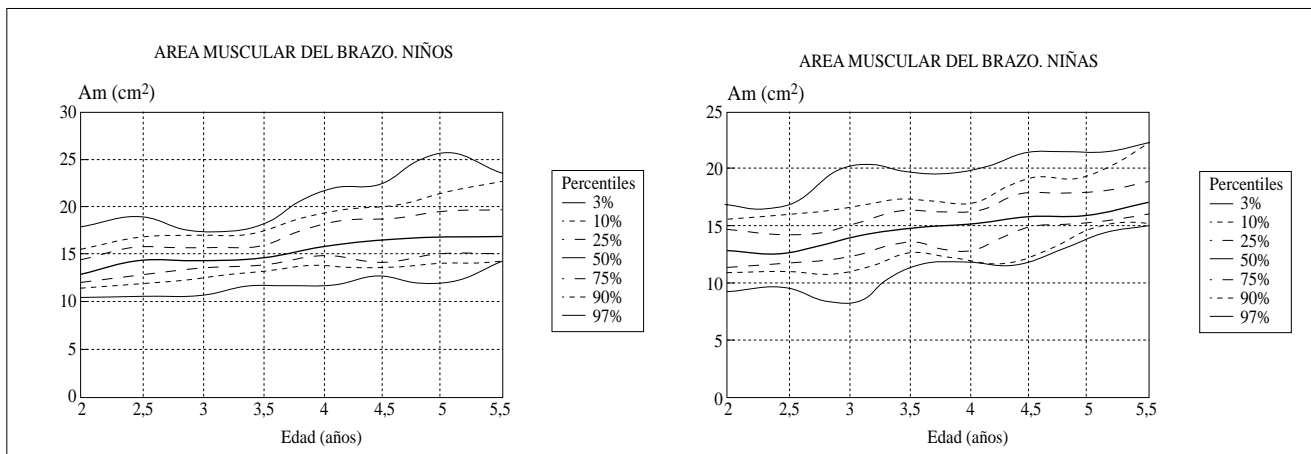 AREA MUSCULAR DEL BRAZO. NIÑOS
Am (cm²)
30
25
20
15
10
5
0
2 2,5 3 3,5 4 4,5 5 5,5
Edad (años)
Percentiles
3%
10%
25%
50%
75%
90%
97%
AREA MUSCULAR DEL BRAZO. NIÑAS
Am (cm²)
25
20
15
10
5
0
2 2,5 3 3,5 4 4,5 5 5,5
Edad (años)
Percentiles
3%
10%
25%
50%
75%
90%
97%